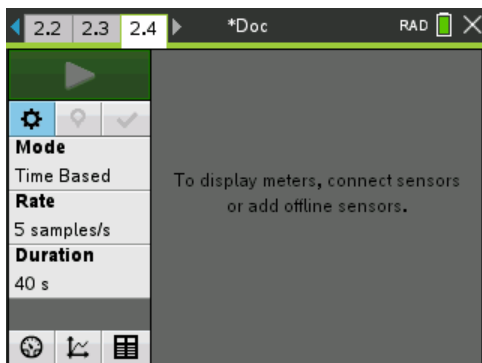 2.2 2.3 2.4 *Doc RAD
Mode
Time Based
Rate
5 samples/s
Duration
40 s
To display meters, connect sensors
or add offline sensors.